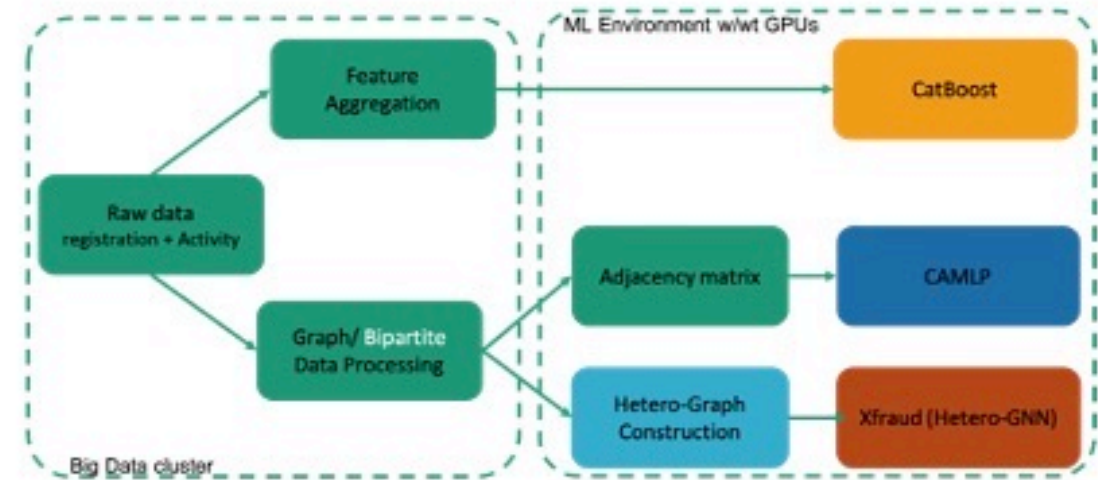 ML Environment w/wt GPUs
Feature
Aggregation
CatBoost
Raw data
registration + Activity
Adjacency matrix
CAMLP
Graph/ Bipartite
Data Processing
Hetero-Graph
Construction
Xfraud (Hetero-GNN)
Big Data cluster